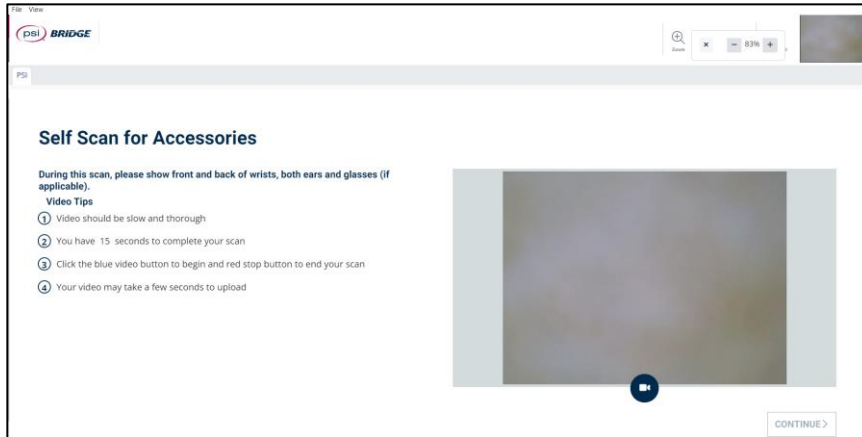 File View
psi BRIDGE
Zoom
× − 83% +
PSI
Self Scan for Accessories
During this scan, please show front and back of wrists, both ears and glasses (if
applicable).
Video Tips
1 Video should be slow and thorough
2 You have 15 seconds to complete your scan
3 Click the blue video button to begin and red stop button to end your scan
4 Your video may take a few seconds to upload
CONTINUE >